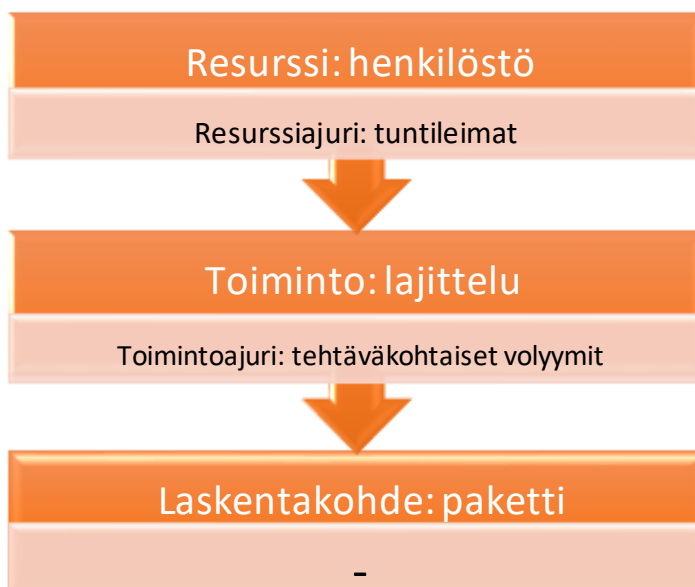 Resurssi: henkilöstö
Resurssiajuri: tuntileimat
Toiminto: lajittelu
Toimintoajuri: tehtäväkohtaiset volyymit
Laskentakohde: paketti
-